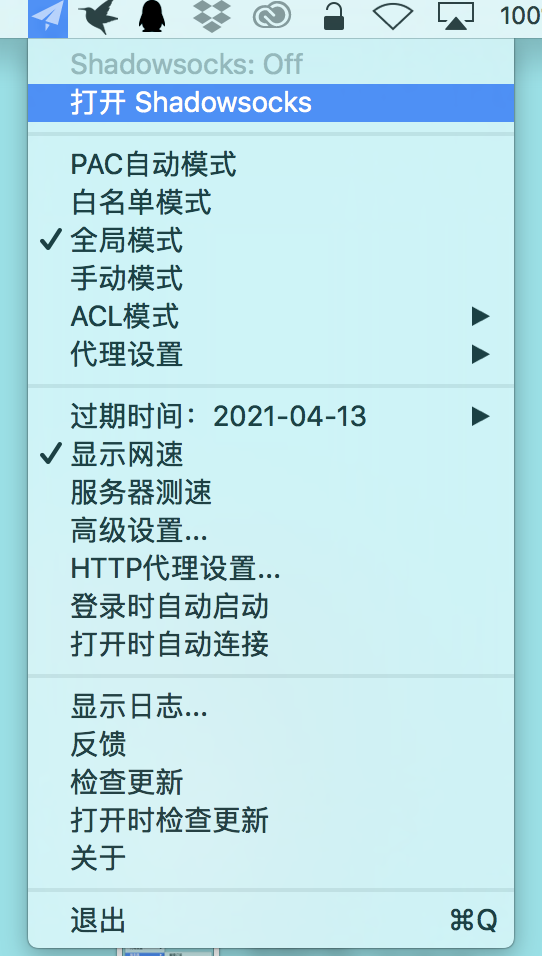 100
Shadowsocks: Off
打开 Shadowsocks
PAC自动模式
白名单模式
全局模式
手动模式
ACL模式
代理设置
过期时间：2021-04-13
显示网速
服务器测速
高级设置...
HTTP代理设置...
登录时自动启动
打开时自动连接
显示日志...
反馈
检查更新
打开时检查更新
关于
退出 ⌘Q